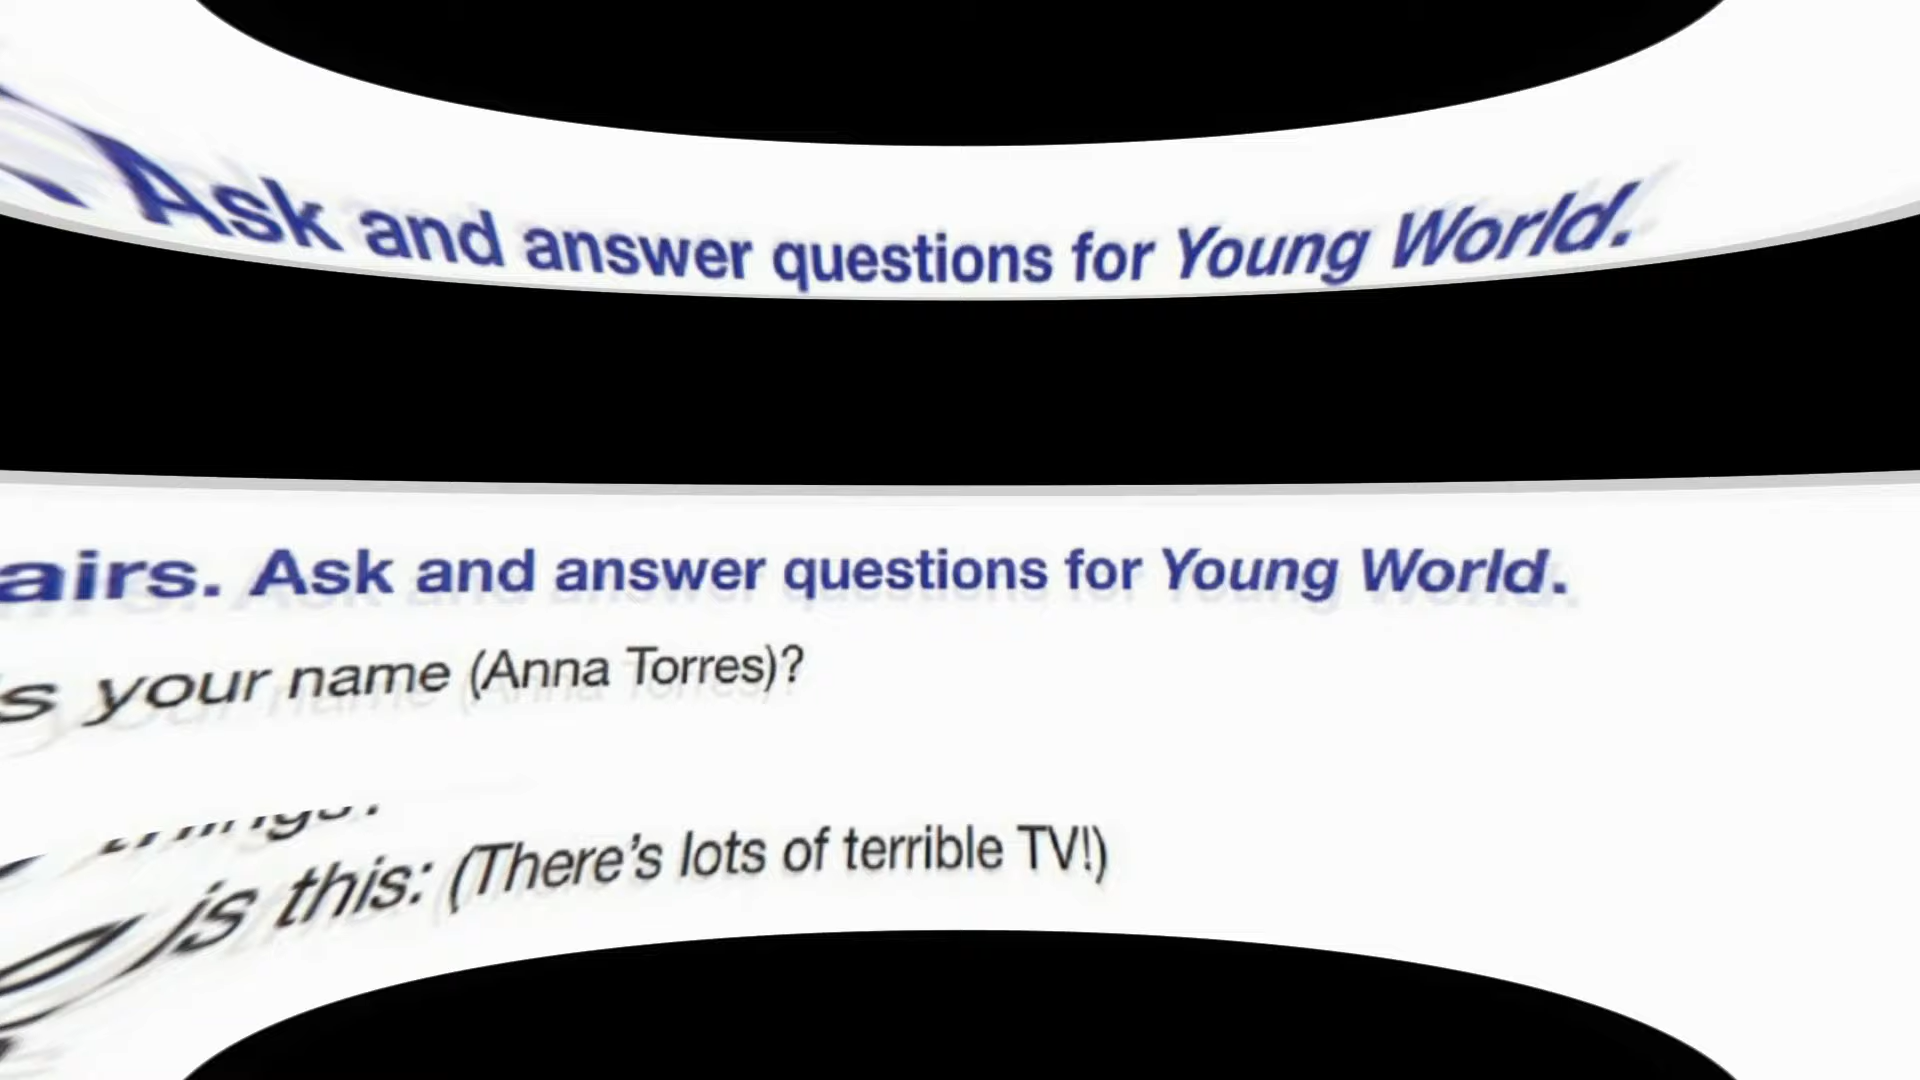 Ask and answer questions for Young World.
airs. Ask and answer questions for Young World.
s your name (Anna Torres)?
is this: (There's lots of terrible TV!)